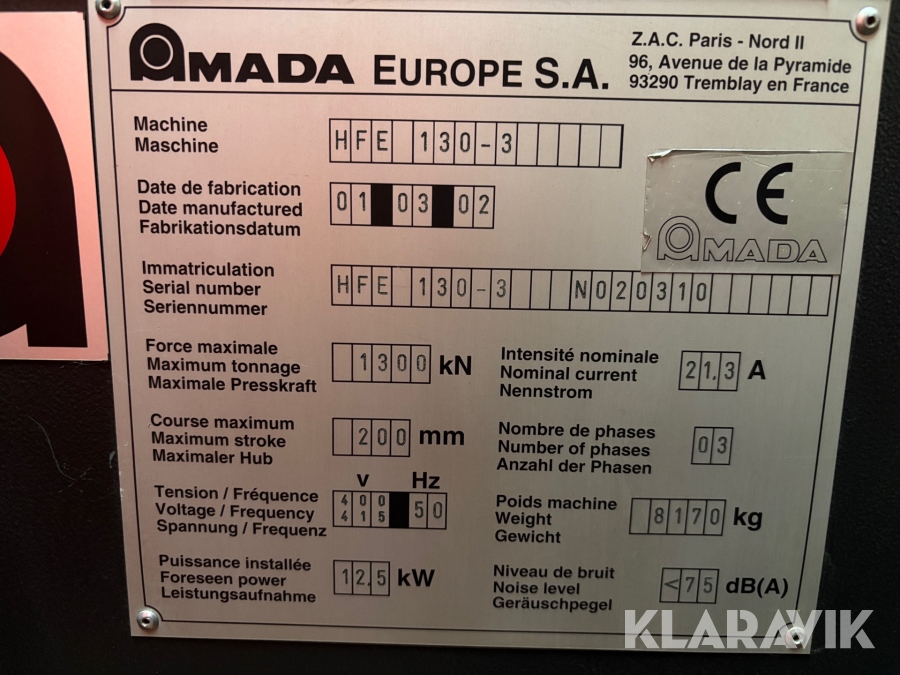 AMADA EUROPE S.A.
Z.A.C. Paris - Nord II
96, Avenue de la Pyramide
93290 Tremblay en France
Machine
Maschine
HFE 130-3
CE
AMADA
Date de fabrication
Date manufactured
Fabrikationsdatum
01 03 02
Immatriculation
Serial number
Seriennummer
HFE 130-3 N020310
Force maximale
Maximum tonnage
Maximale Presskraft
1300 kN
Intensité nominale
Nominal current
Nennstrom
21.3 A
Course maximum
Maximum stroke
Maximaler Hub
200 mm
Nombre de phases
Number of phases
Anzahl der Phasen
03
Tension / Fréquence
Voltage / Frequency
Spannung / Frequenz
V Hz
400
415 50
Poids machine
Weight
Gewicht
8170 kg
Puissance installée
Foreseen power
Leistungsaufnahme
12.5 kW
Niveau de bruit
Noise level
Geräuschpegel
<75 dB(A)
KLARAVIK